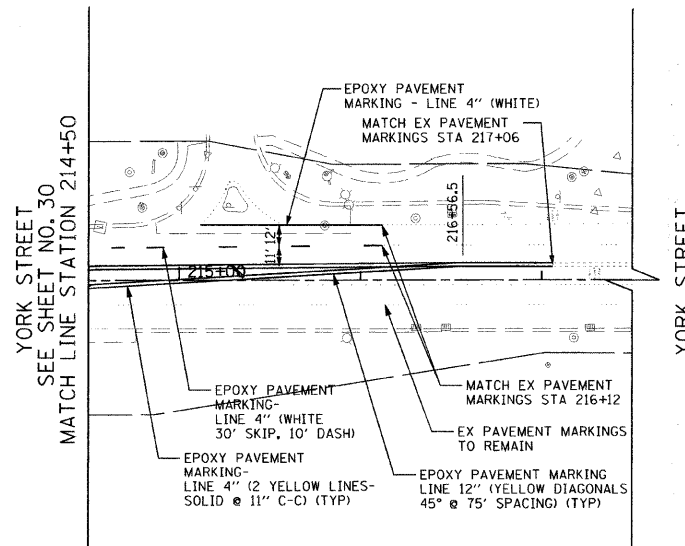 YORK STREET
SEE SHEET NO. 30
MATCH LINE STATION 214+50
EPOXY PAVEMENT
MARKING - LINE 4" (WHITE)
MATCH EX PAVEMENT
MARKINGS STA 217+06
216+56.5
11' 12'
215+00
EPOXY PAVEMENT
MARKING-
LINE 4" (WHITE
30' SKIP, 10' DASH)
EPOXY PAVEMENT
MARKING-
LINE 4" (2 YELLOW LINES-
SOLID @ 11" C-C) (TYP)
MATCH EX PAVEMENT
MARKINGS STA 216+12
EX PAVEMENT MARKINGS
TO REMAIN
EPOXY PAVEMENT MARKING
LINE 12" (YELLOW DIAGONALS
45° @ 75' SPACING) (TYP)
YORK STREET